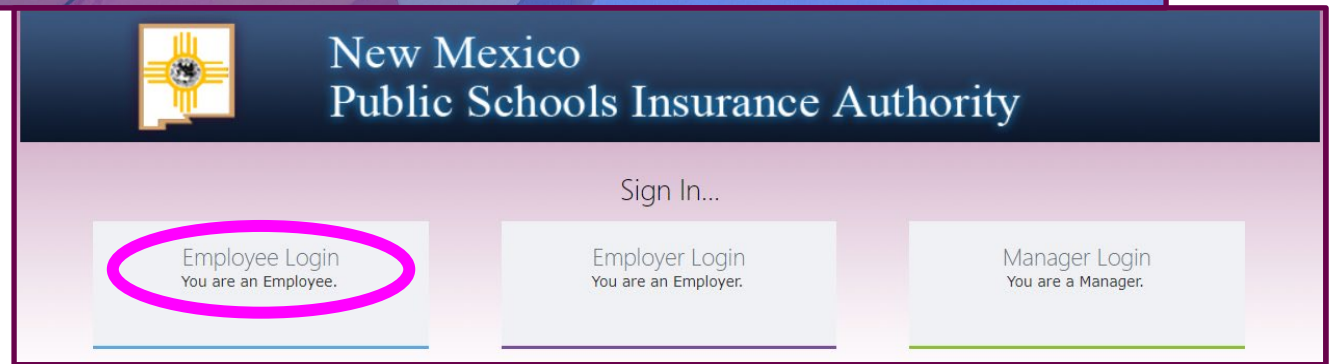 New Mexico
Public Schools Insurance Authority
Sign In...
Employee Login
You are an Employee.
Employer Login
You are an Employer.
Manager Login
You are a Manager.